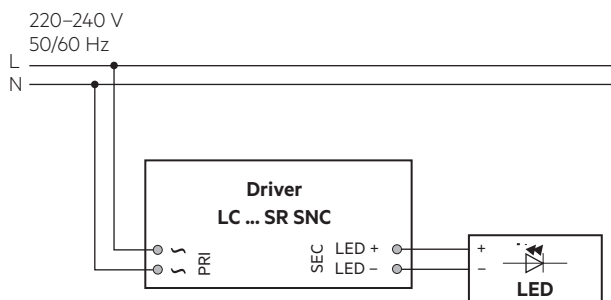 220–240 V
50/60 Hz
L
N
Driver
LC ... SR SNC
~ PRI SEC LED + +
~ LED – –
LED